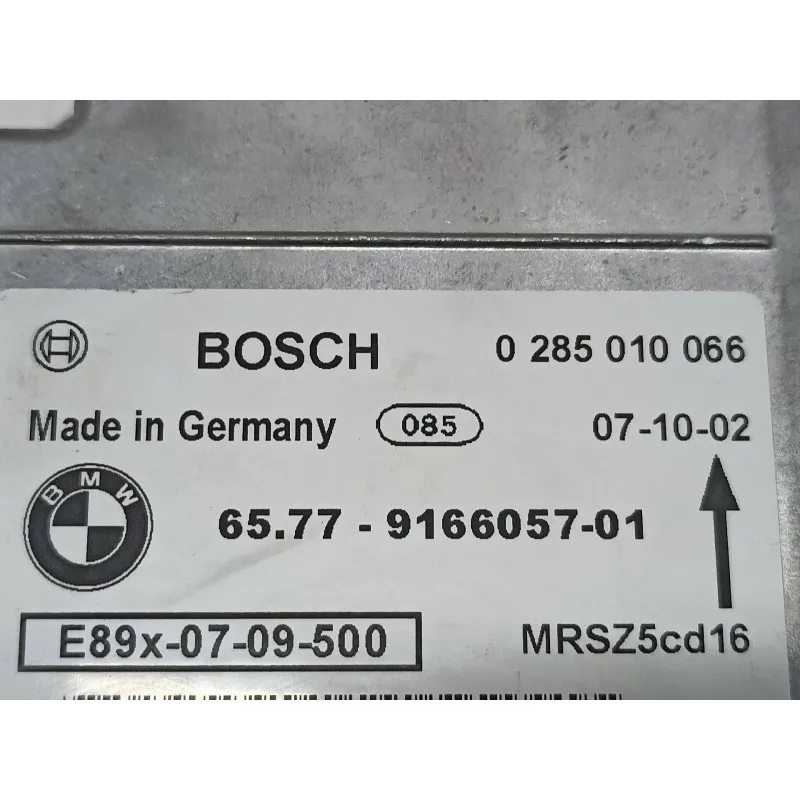 BOSCH 0 285 010 066
Made in Germany 085 07-10-02
BMW
65.77 - 9166057-01
E89x-07-09-500 MRSZ5cd16